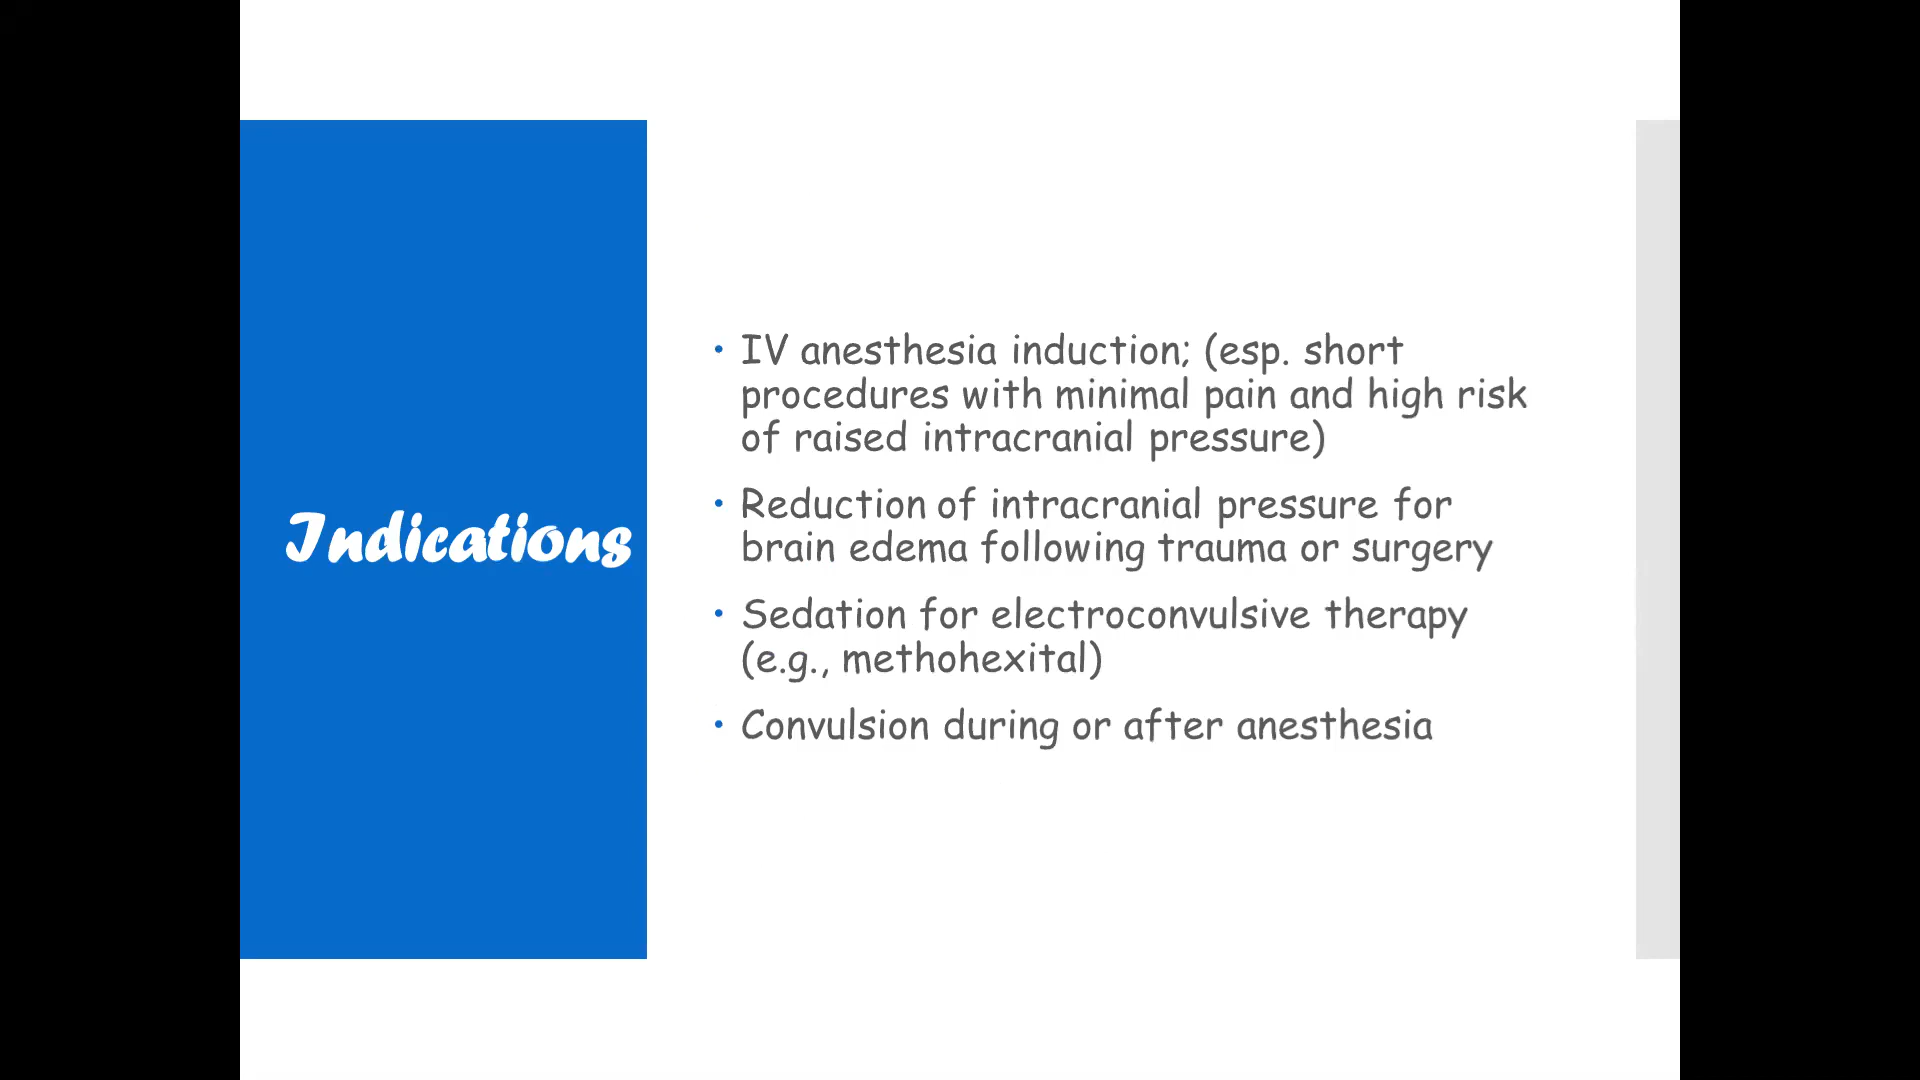 Indications
• IV anesthesia induction; (esp. short
procedures with minimal pain and high risk
of raised intracranial pressure)
• Reduction of intracranial pressure for
brain edema following trauma or surgery
• Sedation for electroconvulsive therapy
(e.g., methohexital)
• Convulsion during or after anesthesia